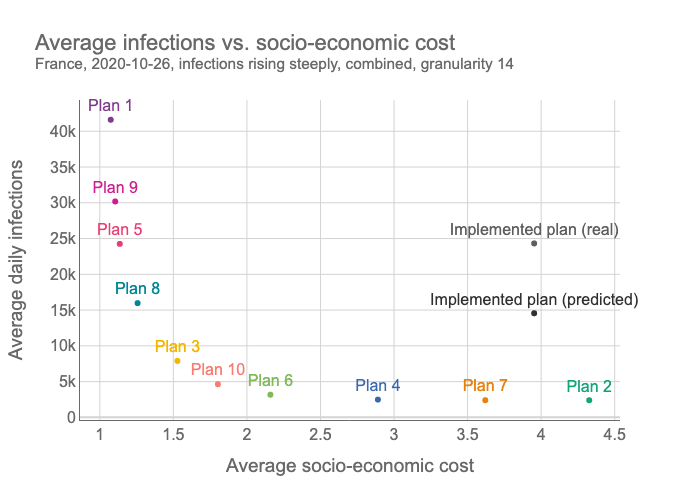 Average infections vs. socio-economic cost
France, 2020-10-26, infections rising steeply, combined, granularity 14
Average daily infections
40k
35k
30k
25k
20k
15k
10k
5k
0
Plan 1
Plan 9
Plan 5
Implemented plan (real)
Plan 8
Implemented plan (predicted)
Plan 3
Plan 10
Plan 6
Plan 4
Plan 7
Plan 2
1
1.5
2
2.5
3
3.5
4
4.5
Average socio-economic cost